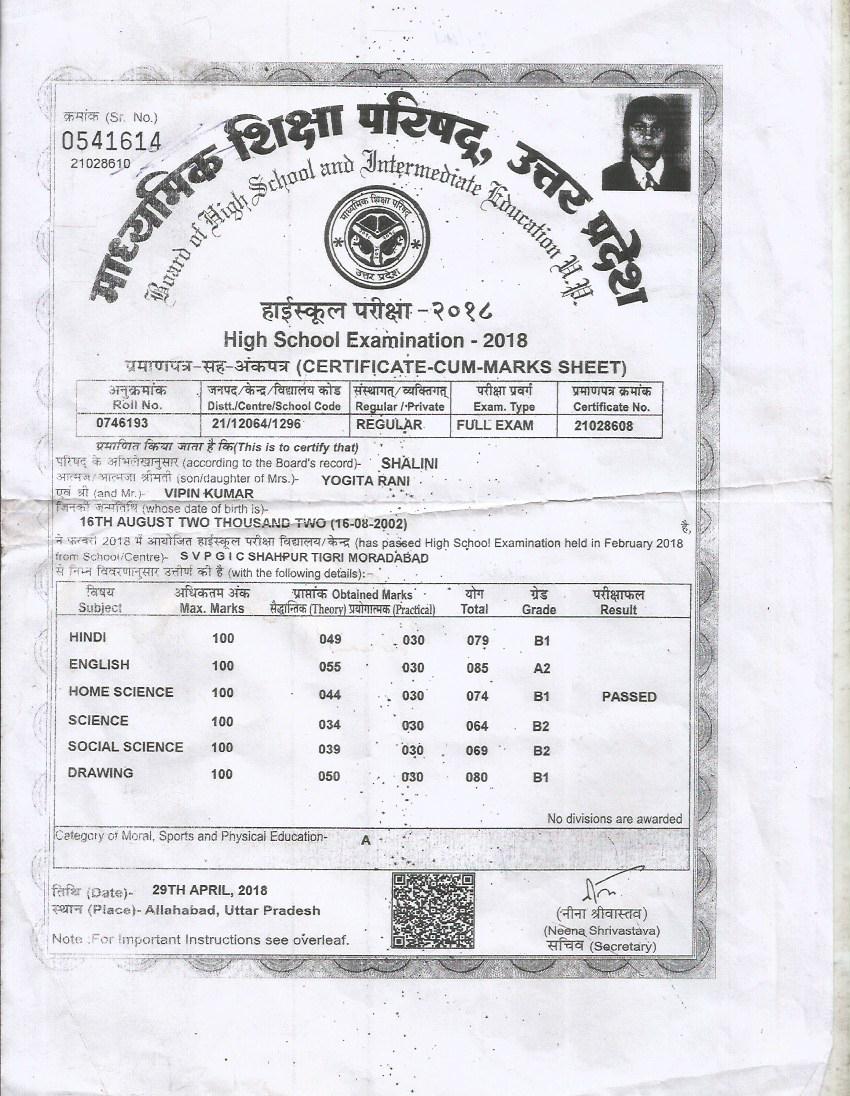 क्रमांक (Sr. No.)
0541614
21028610
माध्यमिक शिक्षा परिषद्, उत्तर प्रदेश
Board of High School and Intermediate Education U.P.
माध्यमिक शिक्षा परिषद्
उत्तर प्रदेश
हाईस्कूल परीक्षा -२०१८
High School Examination - 2018
प्रमाणपत्र-सह-अंकपत्र (CERTIFICATE-CUM-MARKS SHEET)
अनुक्रमांक जनपद/केन्द्र/विद्यालय कोड संस्थागत/व्यक्तिगत परीक्षा प्रवर्ग प्रमाणपत्र क्रमांक
Roll No. Distt./Centre/School Code Regular / Private Exam. Type Certificate No.
0746193 21/12064/1296 REGULAR FULL EXAM 21028608
प्रमाणित किया जाता है कि(This is to certify that)
परिषद् के अभिलेखानुसार (according to the Board's record)- SHALINI
आत्मज/आत्मजा श्रीमती (son/daughter of Mrs.)- YOGITA RANI
एवं श्री (and Mr.)- VIPIN KUMAR
जिनकी जन्मतिथि (whose date of birth is)-
16TH AUGUST TWO THOUSAND TWO (16-08-2002) है,
ने फरवरी 2018 में आयोजित हाईस्कूल परीक्षा विद्यालय/केन्द्र (has passed High School Examination held in February 2018
from School/Centre)- S V P G I C SHAHPUR TIGRI MORADABAD
से निम्न विवरणानुसार उत्तीर्ण की है (with the following details):-
विषय अधिकतम अंक प्राप्तांक Obtained Marks योग ग्रेड परीक्षाफल
Subject Max. Marks सैद्धान्तिक (Theory) प्रयोगात्मक (Practical) Total Grade Result
HINDI 100 049 030 079 B1
ENGLISH 100 055 030 085 A2
HOME SCIENCE 100 044 030 074 B1 PASSED
SCIENCE 100 034 030 064 B2
SOCIAL SCIENCE 100 039 030 069 B2
DRAWING 100 050 030 080 B1
No divisions are awarded
Category of Moral, Sports and Physical Education- A
तिथि (Date)- 29TH APRIL, 2018
स्थान (Place)- Allahabad, Uttar Pradesh
(नीना श्रीवास्तव)
(Neena Shrivastava)
सचिव (Secretary)
Note :For Important Instructions see overleaf.